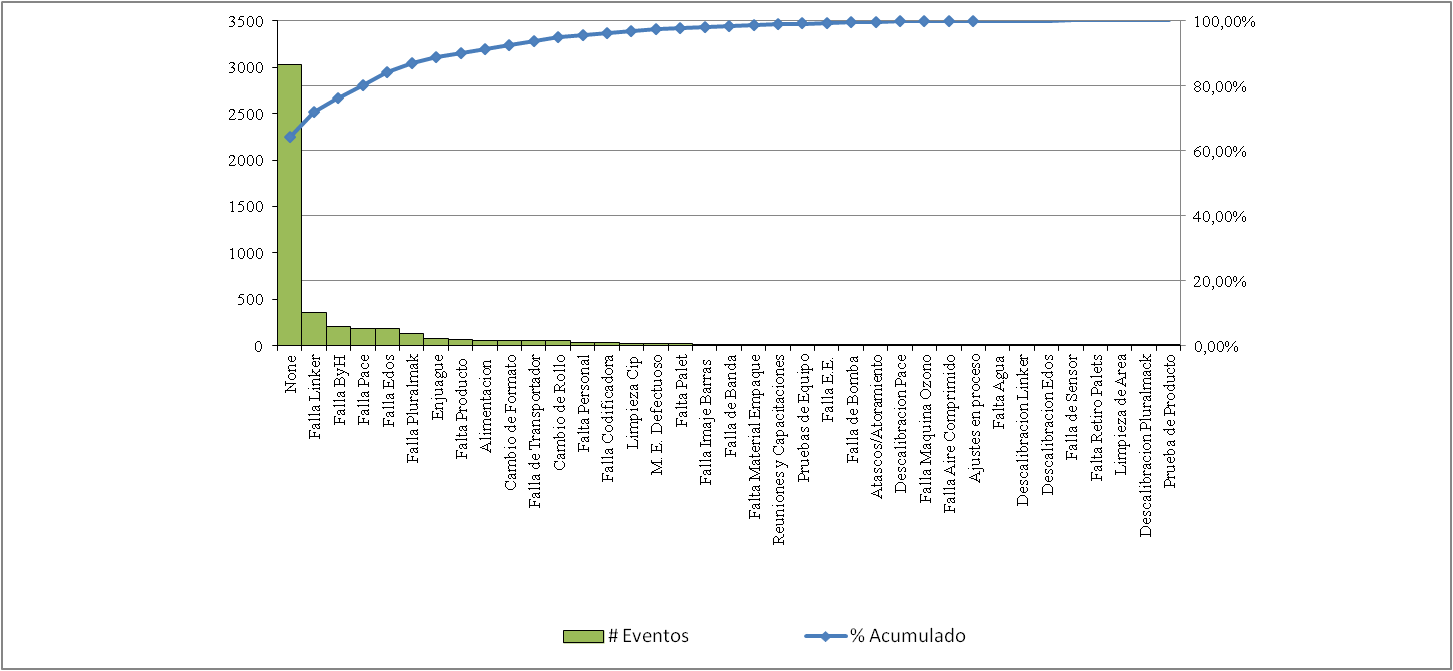 3500
3000
2500
2000
1500
1000
500
0
100,00%
80,00%
60,00%
40,00%
20,00%
0,00%
None
Falla Linker
Falla ByH
Falla Pace
Falla Edos
Falla Pluralmak
Enjuague
Falta Producto
Alimentacion
Cambio de Formato
Falla de Transportador
Cambio de Rollo
Falta Personal
Falla Codificadora
Limpieza Cip
M. E. Defectuoso
Falta Palet
Falla Imaje Barras
Falla de Banda
Falta Material Empaque
Reuniones y Capacitaciones
Pruebas de Equipo
Falla E.E.
Falla de Bomba
Atascos/Atoramiento
Descalibracion Pace
Falla Maquina Ozono
Falla Aire Comprimido
Ajustes en proceso
Falta Agua
Descalibracion Linker
Descalibracion Edos
Falla de Sensor
Falta Retiro Palets
Limpieza de Area
Descalibracion Pluralmack
Prueba de Producto
# Eventos
% Acumulado